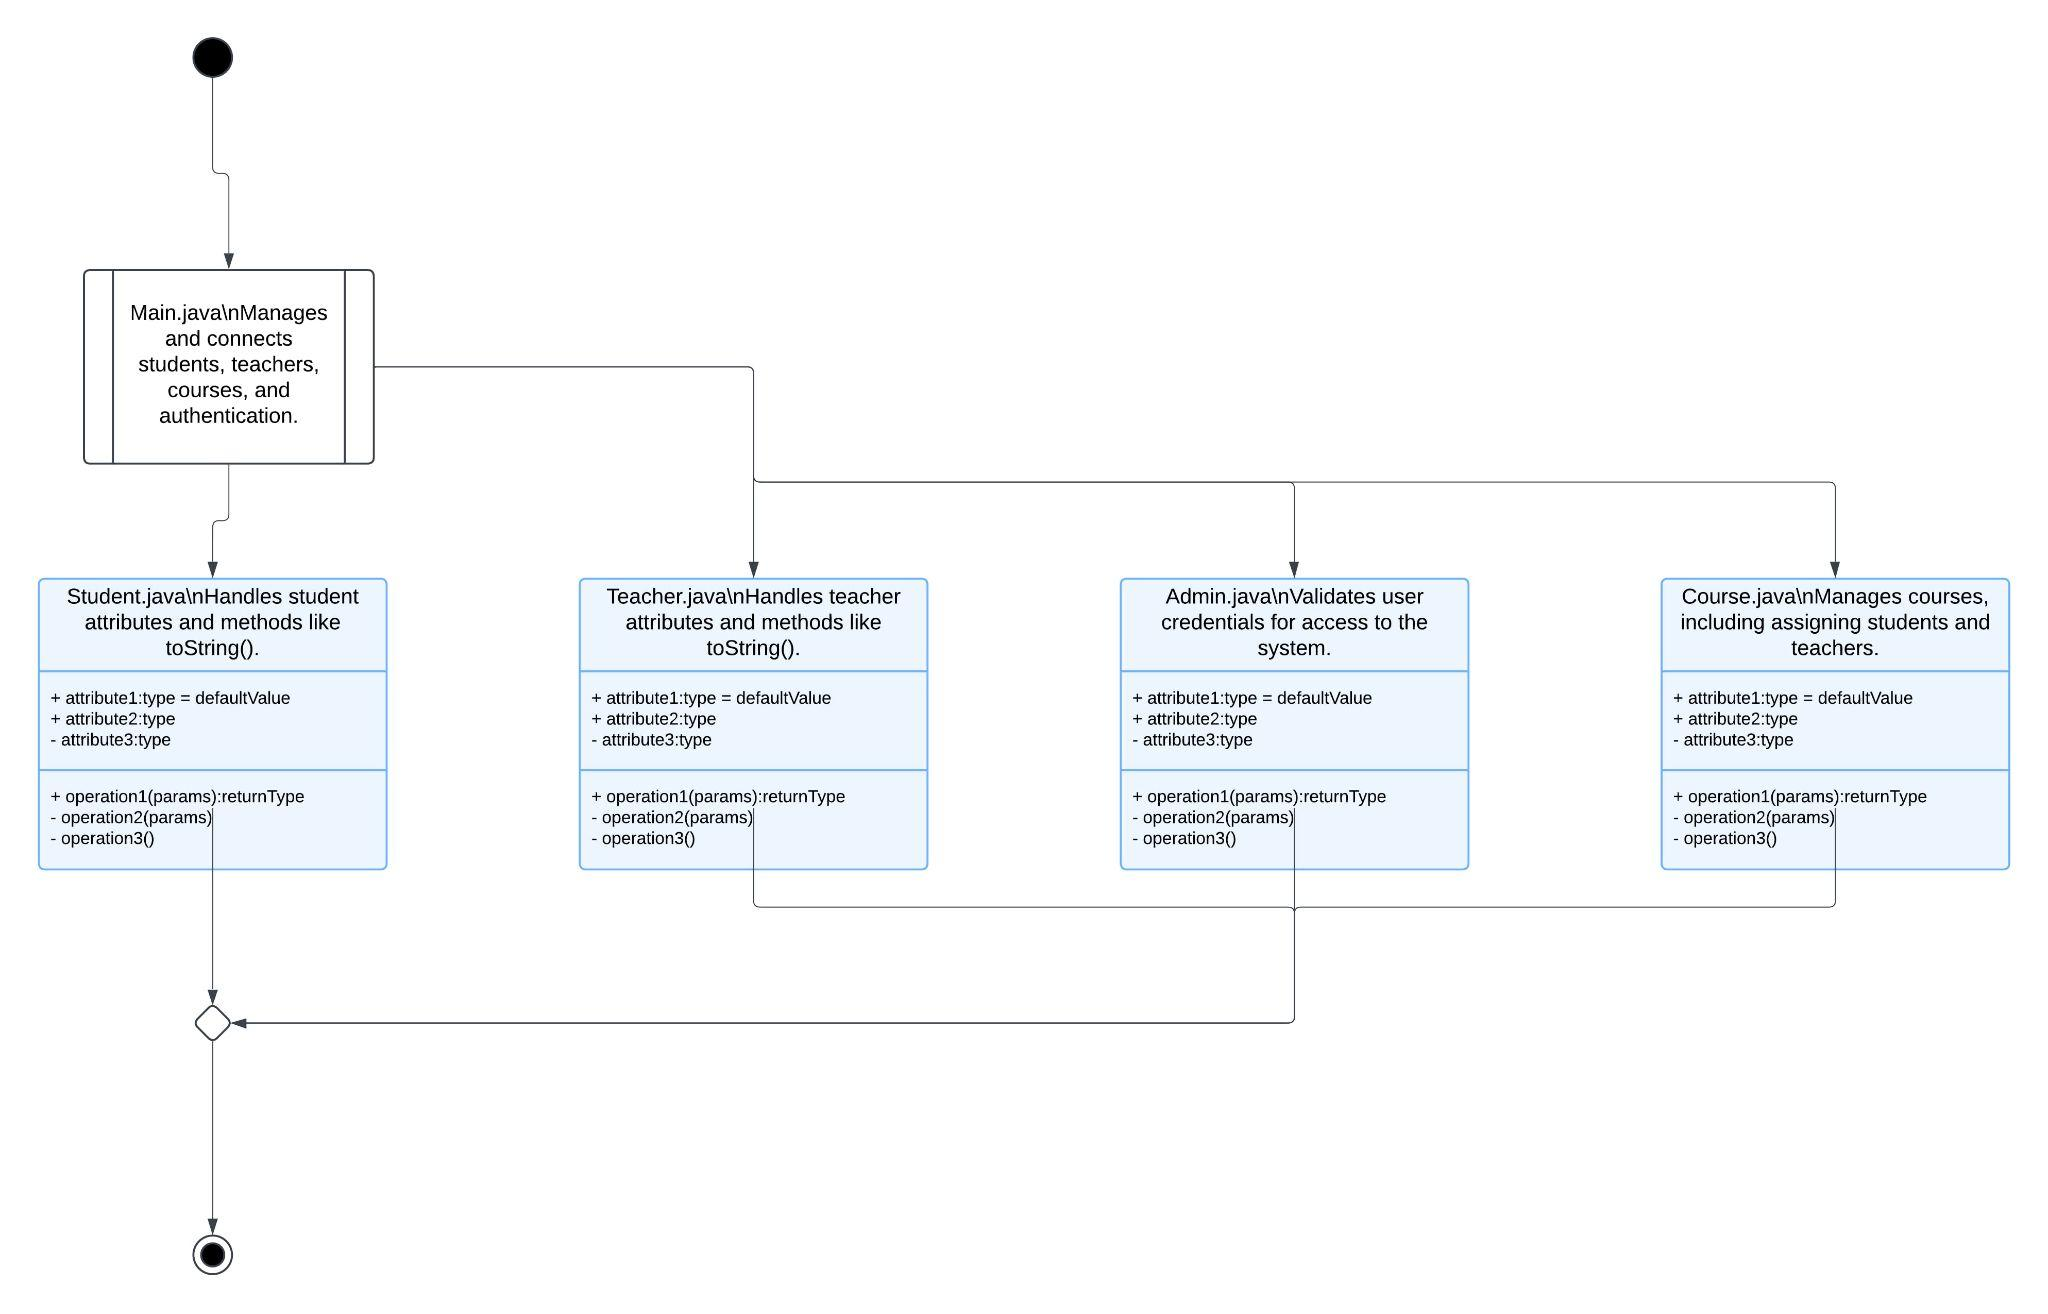 Main.java\nManages
and connects
students, teachers,
courses, and
authentication.
Student.java\nHandles student
attributes and methods like
toString().
+ attribute1:type = defaultValue
+ attribute2:type
- attribute3:type
+ operation1(params):returnType
- operation2(params)
- operation3()
Teacher.java\nHandles teacher
attributes and methods like
toString().
+ attribute1:type = defaultValue
+ attribute2:type
- attribute3:type
+ operation1(params):returnType
- operation2(params)
- operation3()
Admin.java\nValidates user
credentials for access to the
system.
+ attribute1:type = defaultValue
+ attribute2:type
- attribute3:type
+ operation1(params):returnType
- operation2(params)
- operation3()
Course.java\nManages courses,
including assigning students and
teachers.
+ attribute1:type = defaultValue
+ attribute2:type
- attribute3:type
+ operation1(params):returnType
- operation2(params)
- operation3()